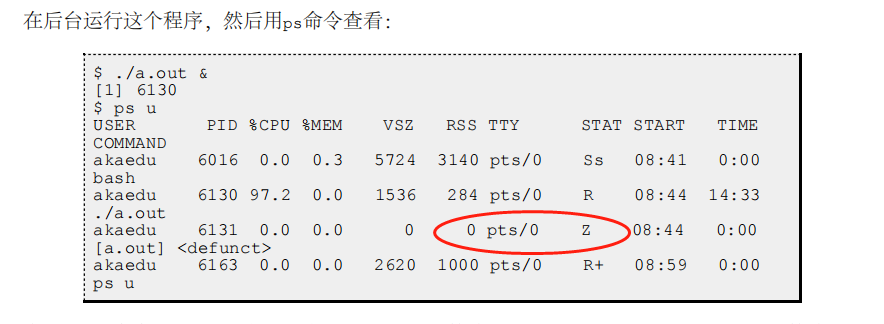 在后台运行这个程序，然后用ps命令查看：
$ ./a.out &
[1] 6130
$ ps u
USER PID %CPU %MEM VSZ RSS TTY STAT START TIME
COMMAND
akaedu 6016 0.0 0.3 5724 3140 pts/0 Ss 08:41 0:00
bash
akaedu 6130 97.2 0.0 1536 284 pts/0 R 08:44 14:33
./a.out
akaedu 6131 0.0 0.0 0 0 pts/0 Z 08:44 0:00
[a.out] <defunct>
akaedu 6163 0.0 0.0 2620 1000 pts/0 R+ 08:59 0:00
ps u